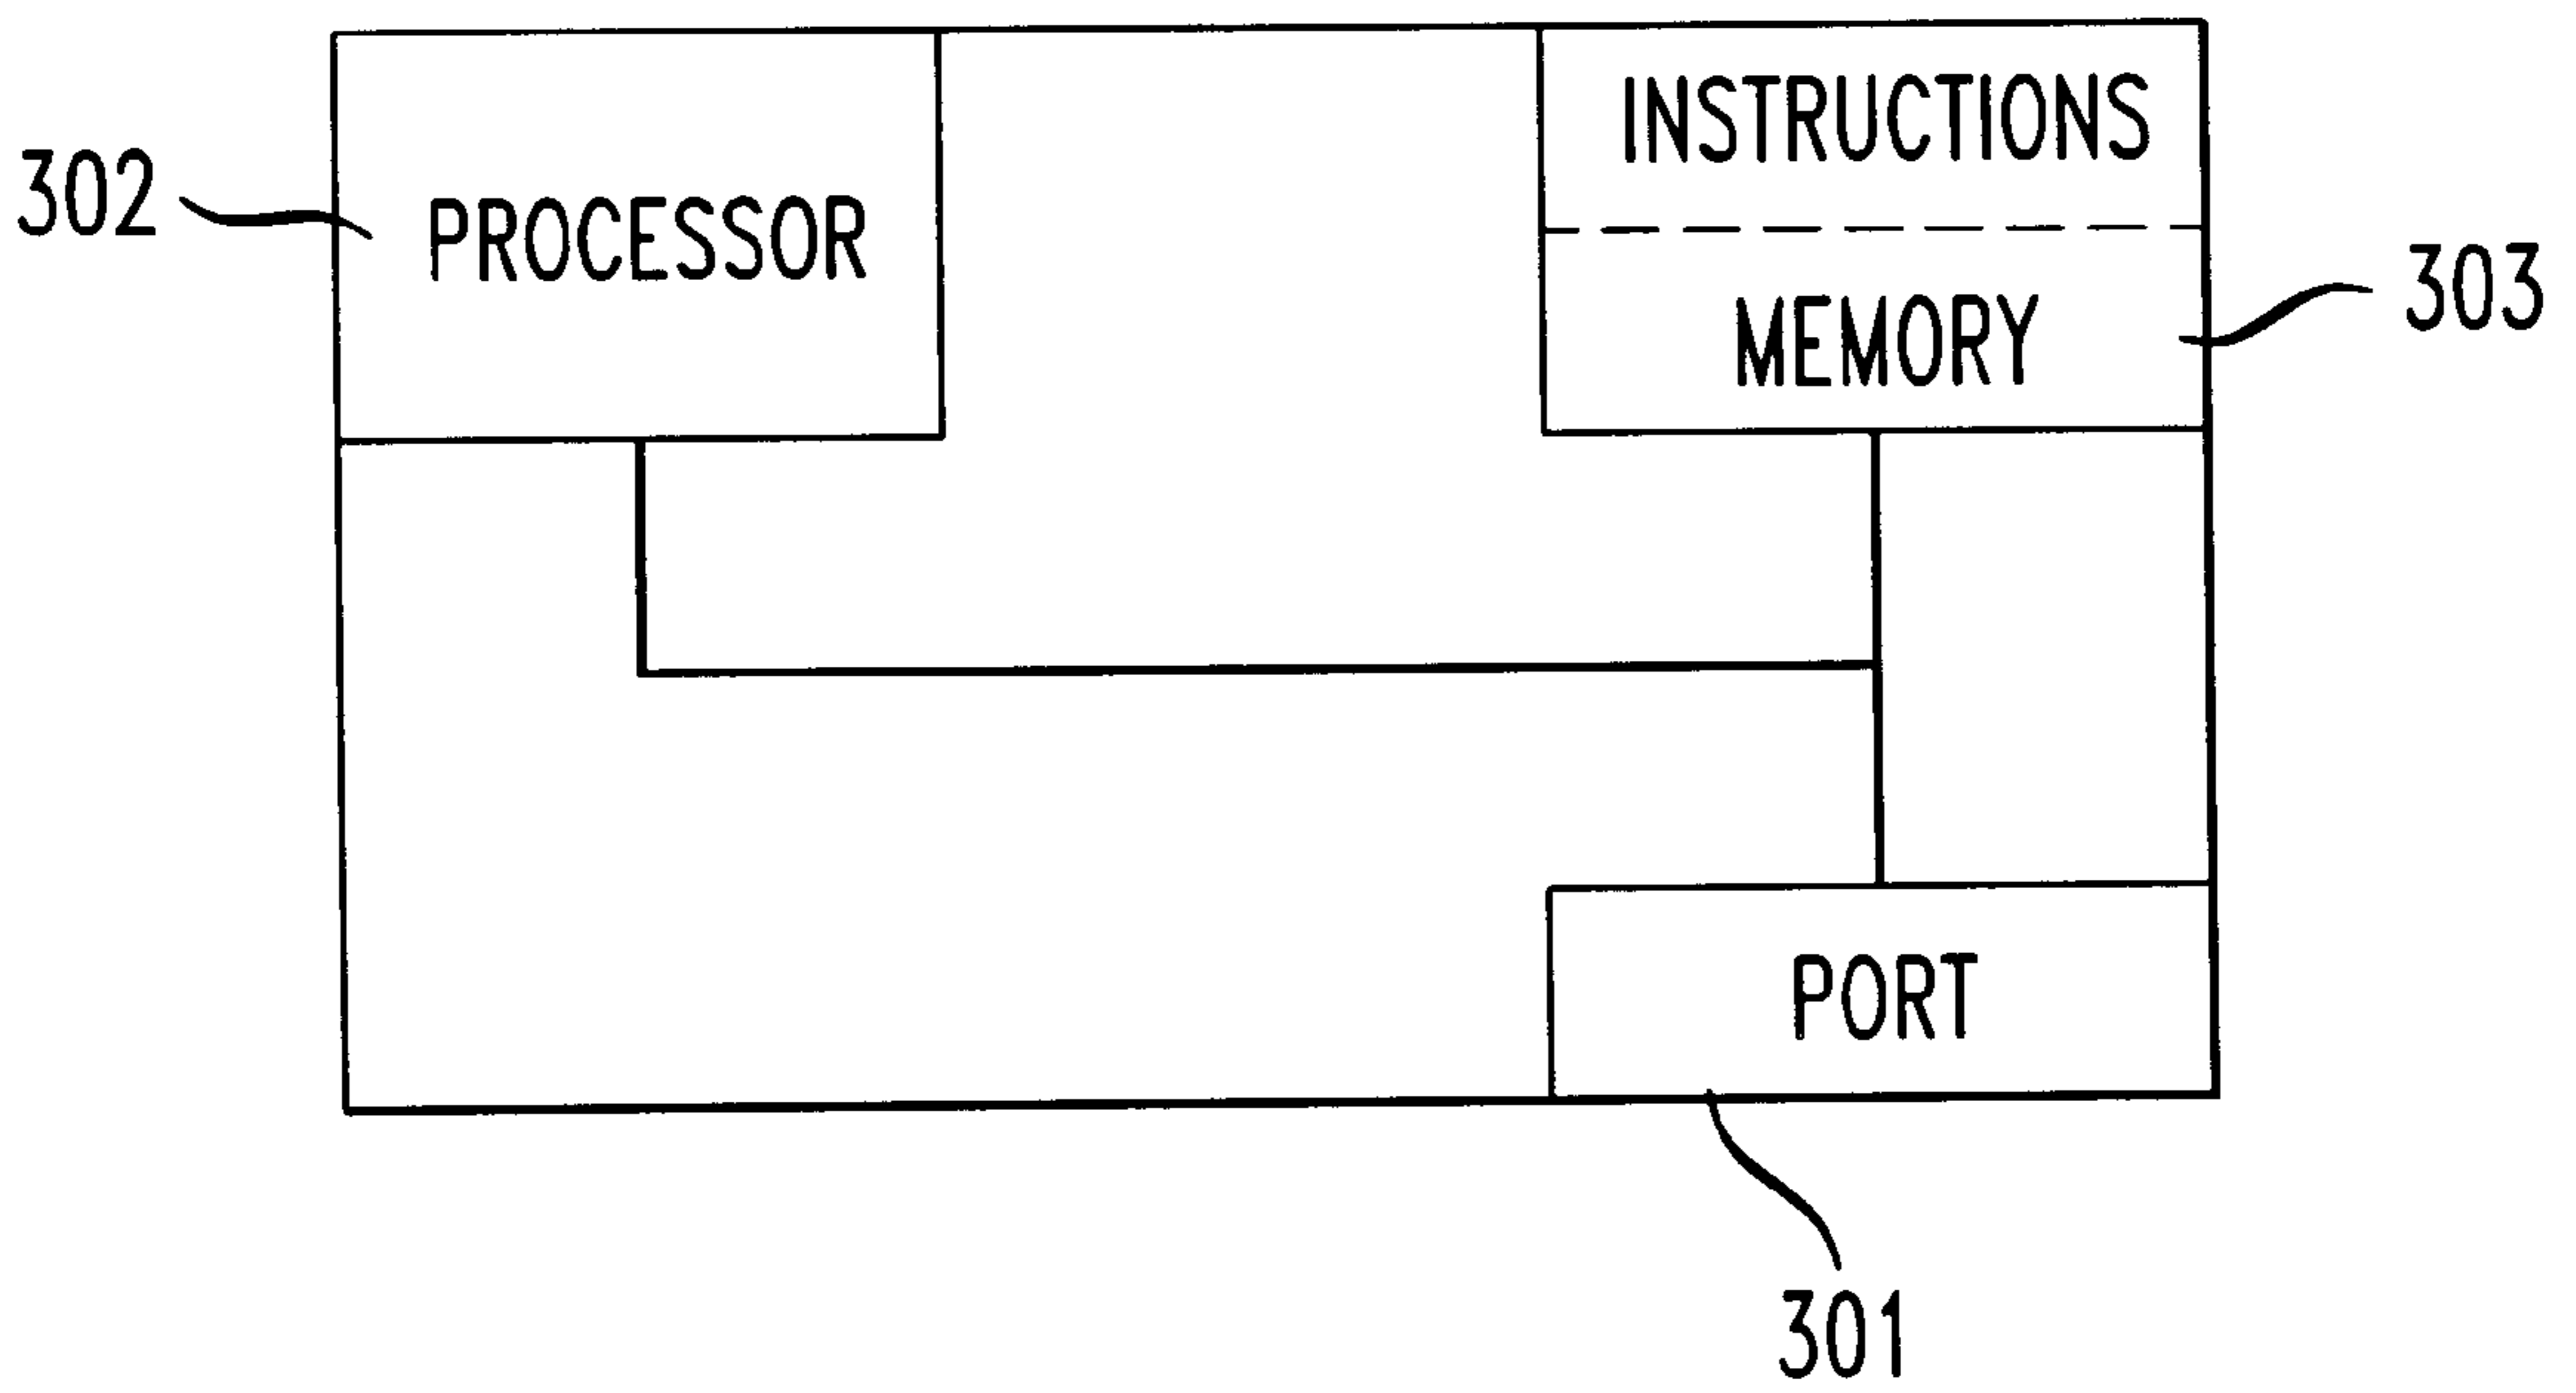 INSTRUCTIONS
302
PROCESSOR
MEMORY
303
PORT
301